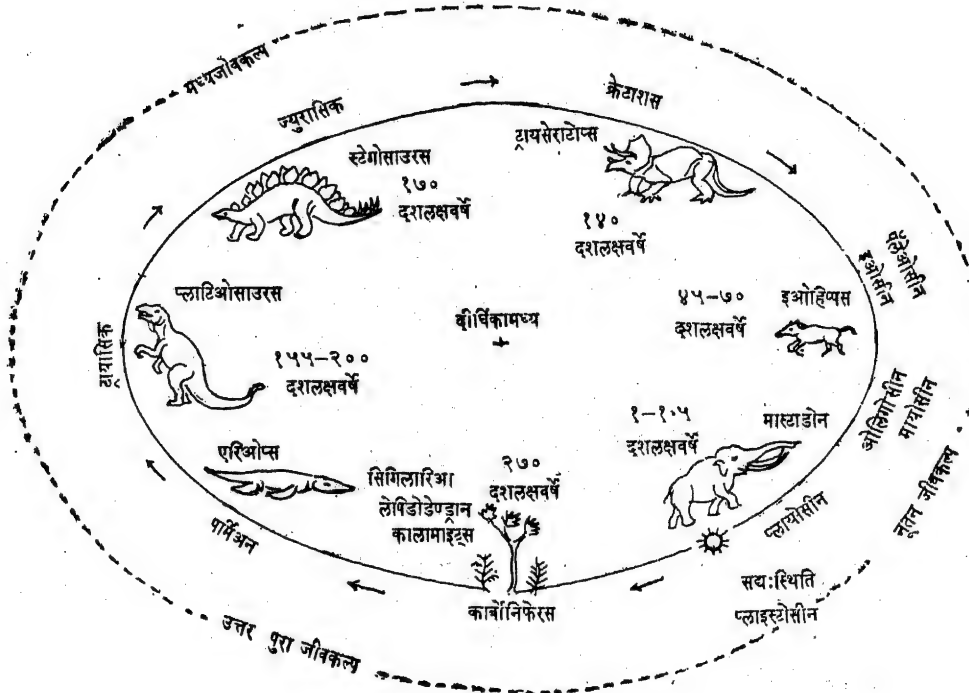 मध्यजीवकल्प
ज्युरासिक
क्रेटाशस
स्टेगोसाउरस
१७०
दशलक्षवर्षे
ट्रायसेराटोप्स
१४०
दशलक्षवर्षे
पॅलिओसीन
इओसीन
प्लाटिओसाउरस
ट्रायासिक
१५५-२००
दशलक्षवर्षे
दीर्घिकामध्य
४५-७०
दशलक्षवर्षे
इओहिप्पस
ओलिगोसीन
मायोसीन
१-१.५
दशलक्षवर्षे
मास्टाडोन
एरिओप्स
सिगिलारिआ
लेपिडोडेण्ड्रान
कालामाइट्स
२७०
दशलक्षवर्षे
पार्मिअन
प्लायोसीन
नूतन जीवकल्प
कार्बोनिफेरस
सद्य:स्थिति
प्लाइस्टोसीन
उत्तर पुरा जीवकल्प